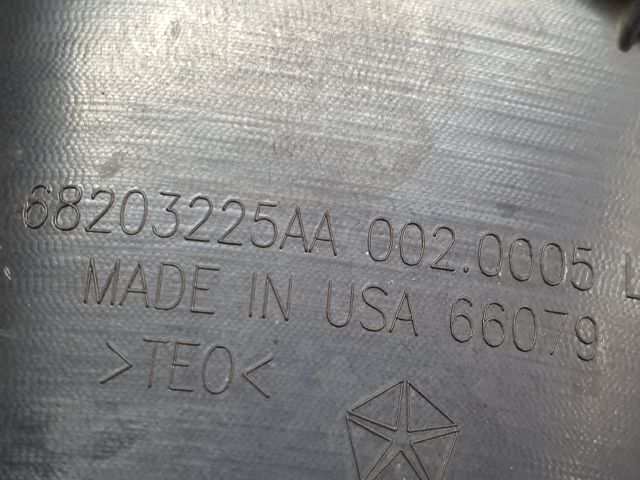 68203225AA 002.0005 L
MADE IN USA 66079
>TEO<